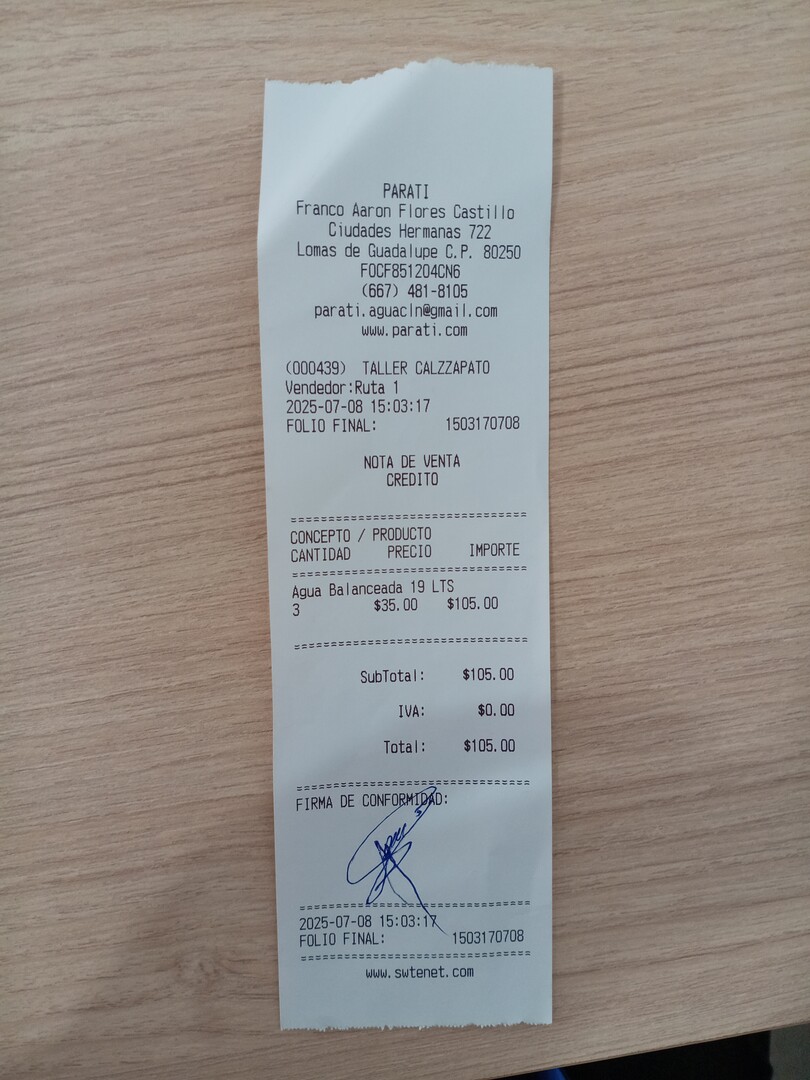 PARATI
Franco Aaron Flores Castillo
Ciudades Hermanas 722
Lomas de Guadalupe C.P. 80250
FOCF851204CN6
(667) 481-8105
parati.aguacln@gmail.com
www.parati.com
(000439) TALLER CALZZAPATO
Vendedor:Ruta 1
2025-07-08 15:03:17
FOLIO FINAL: 1503170708
NOTA DE VENTA
CREDITO
CONCEPTO / PRODUCTO
CANTIDAD PRECIO IMPORTE
Agua Balanceada 19 LTS
3 $35.00 $105.00
SubTotal: $105.00
IVA: $0.00
Total: $105.00
FIRMA DE CONFORMIDAD:
2025-07-08 15:03:17
FOLIO FINAL: 1503170708
www.swtenet.com